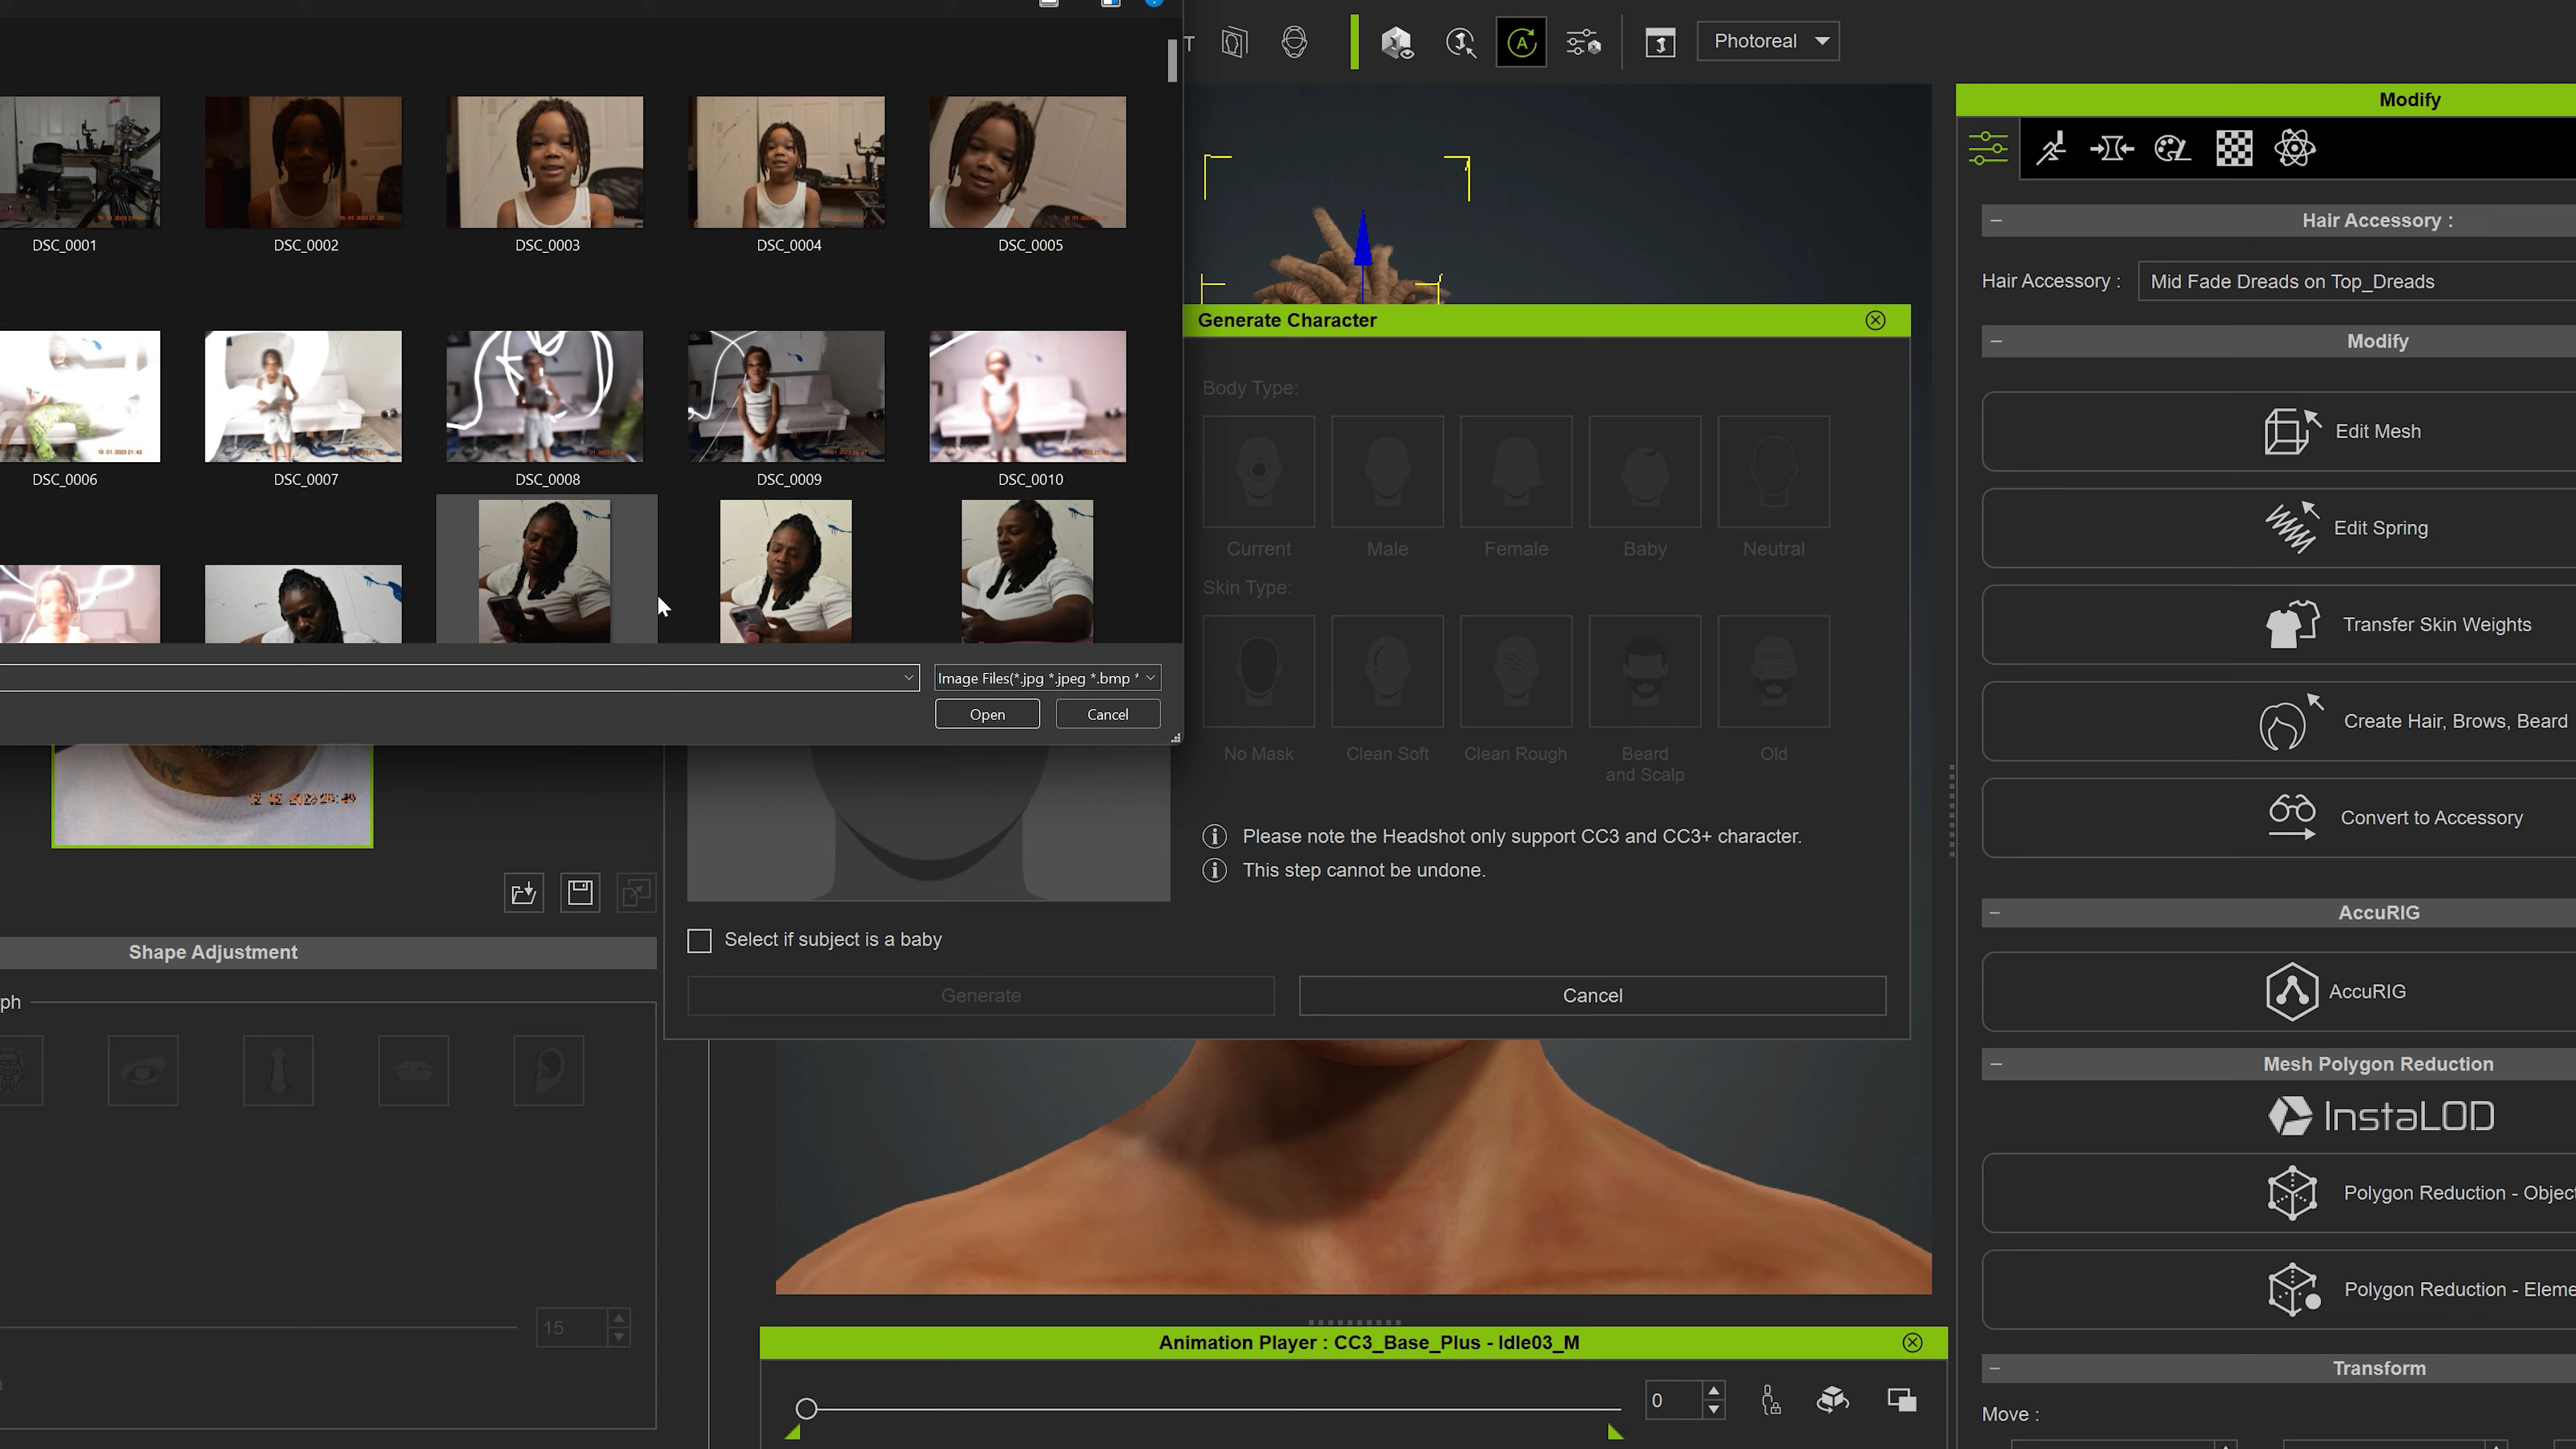 T
Photoreal
DSC_0001
DSC_0002
DSC_0003
DSC_0004
DSC_0005
DSC_0006
DSC_0007
DSC_0008
DSC_0009
DSC_0010
Image Files(*.jpg *.jpeg *.bmp *
Open
Cancel
Generate Character
Body Type:
Current
Male
Female
Baby
Neutral
Skin Type:
No Mask
Clean Soft
Clean Rough
Beard
and Scalp
Old
Please note the Headshot only support CC3 and CC3+ character.
This step cannot be undone.
Select if subject is a baby
Generate
Cancel
Shape Adjustment
ph
15
Animation Player : CC3_Base_Plus - Idle03_M
0
Modify
Hair Accessory :
Hair Accessory :
Mid Fade Dreads on Top_Dreads
Modify
Edit Mesh
Edit Spring
Transfer Skin Weights
Create Hair, Brows, Beard
Convert to Accessory
AccuRIG
AccuRIG
Mesh Polygon Reduction
InstaLOD
Polygon Reduction - Objec
Polygon Reduction - Eleme
Transform
Move :